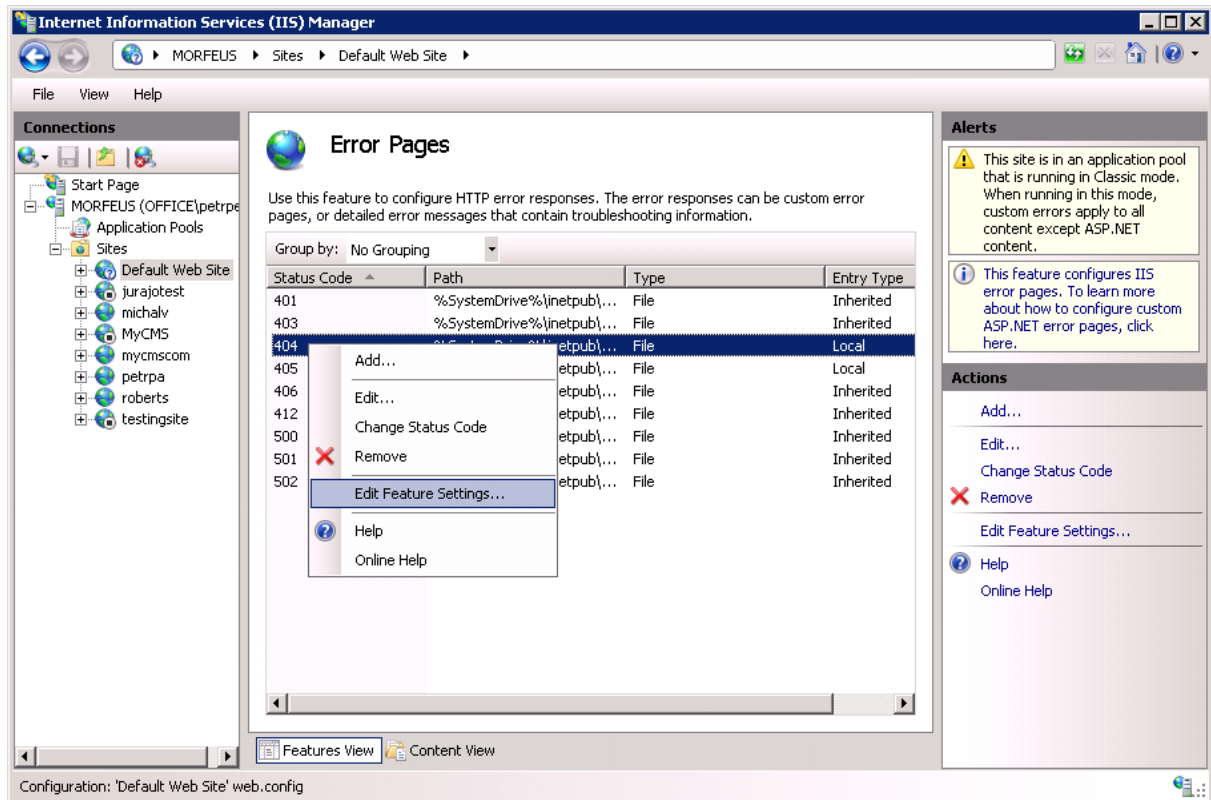 Internet Information Services (IIS) Manager
MORFEUS Sites Default Web Site
File View Help
Connections
Start Page
MORFEUS (OFFICE\petrpe
Application Pools
Sites
Default Web Site
jurajotest
michalv
MyCMS
mycmscom
petrpa
roberts
testingsite
Error Pages
Use this feature to configure HTTP error responses. The error responses can be custom error
pages, or detailed error messages that contain troubleshooting information.
Group by: No Grouping
Status Code Path Type Entry Type
401 %SystemDrive%\inetpub\... File Inherited
403 %SystemDrive%\inetpub\... File Inherited
404 etpub\... File Local
405 etpub\... File Local
406 etpub\... File Inherited
412 etpub\... File Inherited
500 etpub\... File Inherited
501 etpub\... File Inherited
502 etpub\... File Inherited
Add...
Edit...
Change Status Code
Remove
Edit Feature Settings...
Help
Online Help
Features View Content View
Alerts
This site is in an application pool
that is running in Classic mode.
When running in this mode,
custom errors apply to all
content except ASP.NET
content.
This feature configures IIS
error pages. To learn more
about how to configure custom
ASP.NET error pages, click
here.
Actions
Add...
Edit...
Change Status Code
Remove
Edit Feature Settings...
Help
Online Help
Configuration: 'Default Web Site' web.config